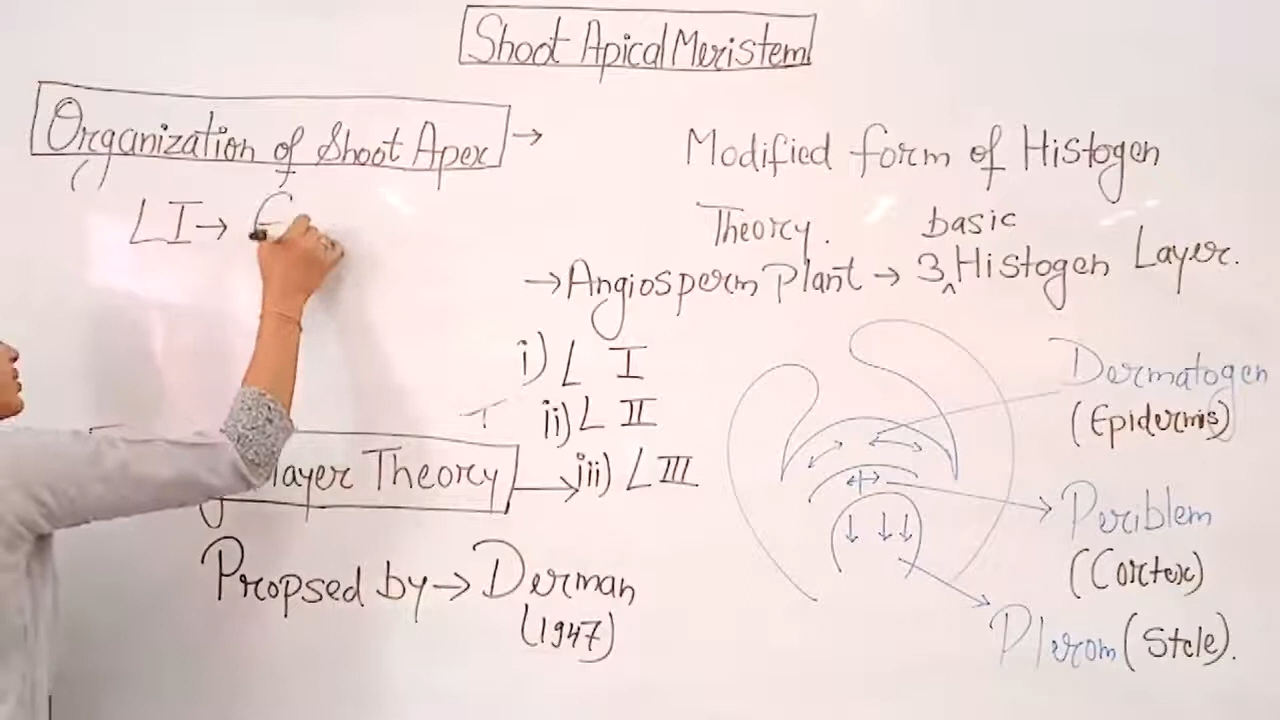 Shoot Apical Meristem
Organization of Shoot Apex →
LI →
Modified form of Histogen
Theory.
basic
→ Angiosperm Plant → 3 ^ Histogen Layer.
i) L I
ii) L II
iii) L III
layer Theory →
Propsed by → Derman
(1947)
Dermatogen
(Epidermis)
Periblem
(Cortex)
Plerom (Stele).